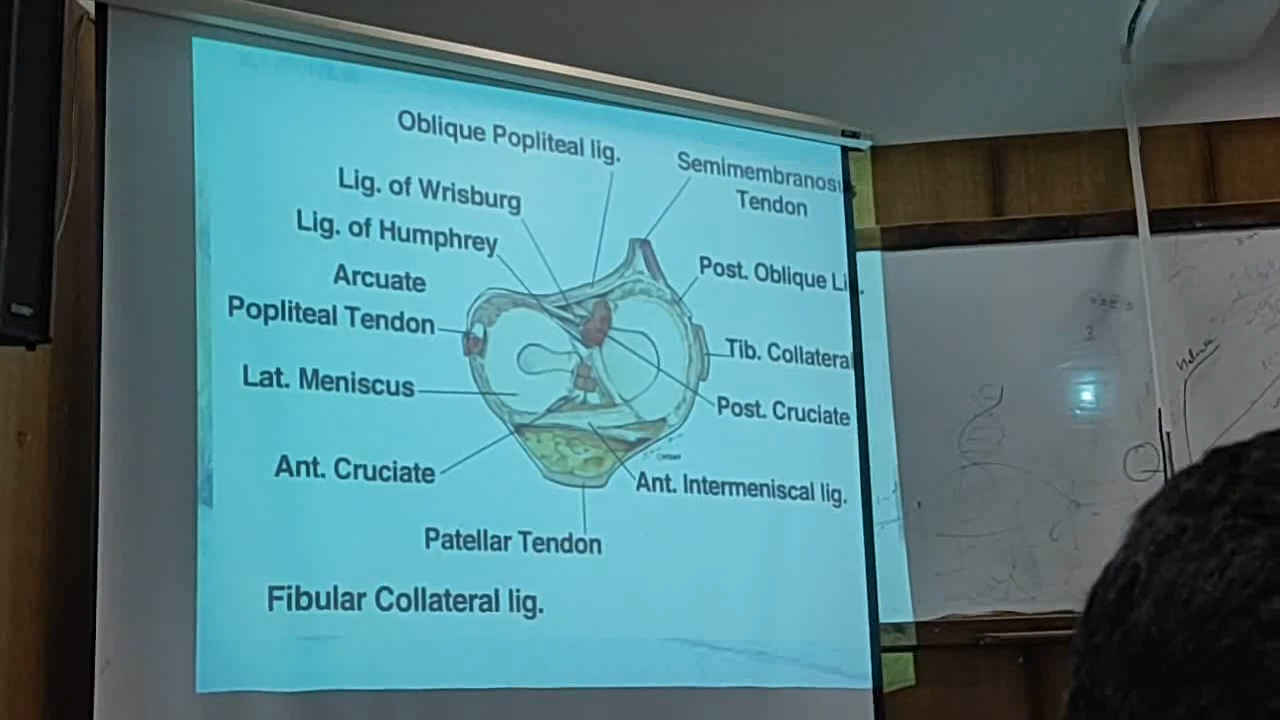 Oblique Popliteal lig.
Semimembranos
Tendon
Lig. of Wrisburg
Lig. of Humphrey
Arcuate
Popliteal Tendon
Post. Oblique Li
Tib. Collateral
Lat. Meniscus
Post. Cruciate
Ant. Cruciate
Ant. Intermeniscal lig.
Patellar Tendon
Fibular Collateral lig.